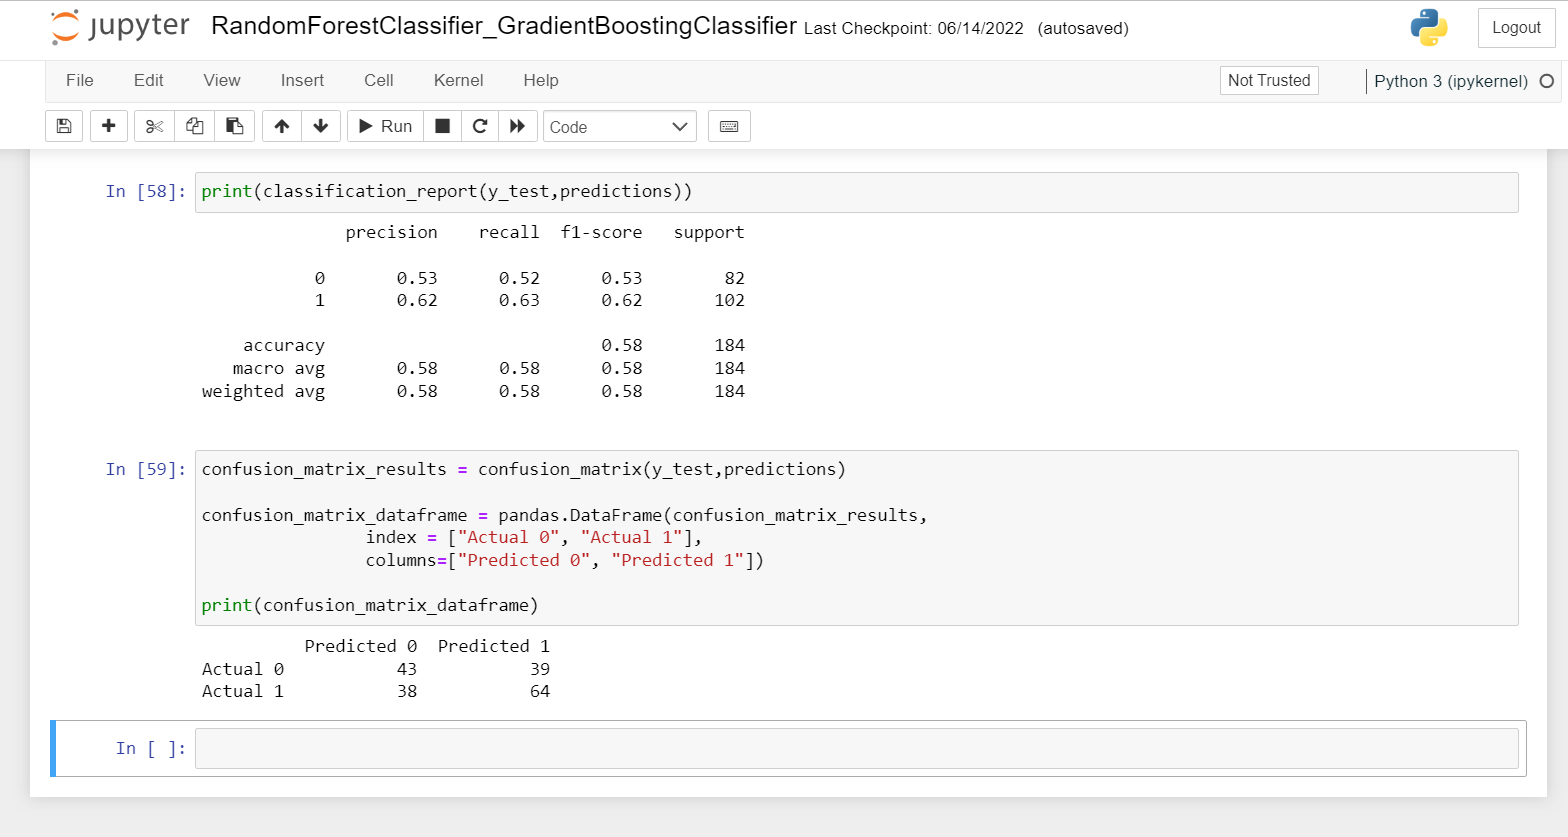 jupyter RandomForestClassifier_GradientBoostingClassifier Last Checkpoint: 06/14/2022 (autosaved) Logout
File Edit View Insert Cell Kernel Help Not Trusted Python 3 (ipykernel)
Run Code
In [58]: print(classification_report(y_test,predictions))
precision recall f1-score support
0 0.53 0.52 0.53 82
1 0.62 0.63 0.62 102
accuracy 0.58 184
macro avg 0.58 0.58 0.58 184
weighted avg 0.58 0.58 0.58 184
In [59]: confusion_matrix_results = confusion_matrix(y_test,predictions)
confusion_matrix_dataframe = pandas.DataFrame(confusion_matrix_results,
index = ["Actual 0", "Actual 1"],
columns=["Predicted 0", "Predicted 1"])
print(confusion_matrix_dataframe)
Predicted 0 Predicted 1
Actual 0 43 39
Actual 1 38 64
In [ ]: